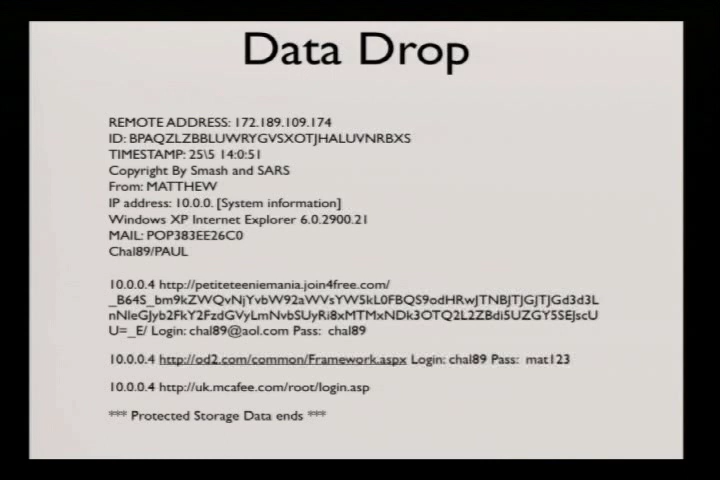 Data Drop
REMOTE ADDRESS: 172.189.109.174
ID: BPAQZLZBBLUWRYGVSXOTJHALUVNRBXS
TIMESTAMP: 25\5 14:0:51
Copyright By Smash and SARS
From: MATTHEW
IP address: 10.0.0. [System information]
Windows XP Internet Explorer 6.0.2900.21
MAIL: POP383EE26C0
Chal89/PAUL
10.0.0.4 http://petiteteeniemania.join4free.com/
_B64S_bm9kZWQvNjYvbW92aWVsYW5kL0FBQS9odHRwJTNBJTJGJTJGd3d3L
nNleGJyb2FkY2FzdGVyLmNvbSUyRi8xMTMxNDk3OTQ2L2ZBdi5UZGY5SEJscU
U=_E/ Login: chal89@aol.com Pass: chal89
10.0.0.4 http://od2.com/common/Framework.aspx Login: chal89 Pass: mat123
10.0.0.4 http://uk.mcafee.com/root/login.asp
*** Protected Storage Data ends ***